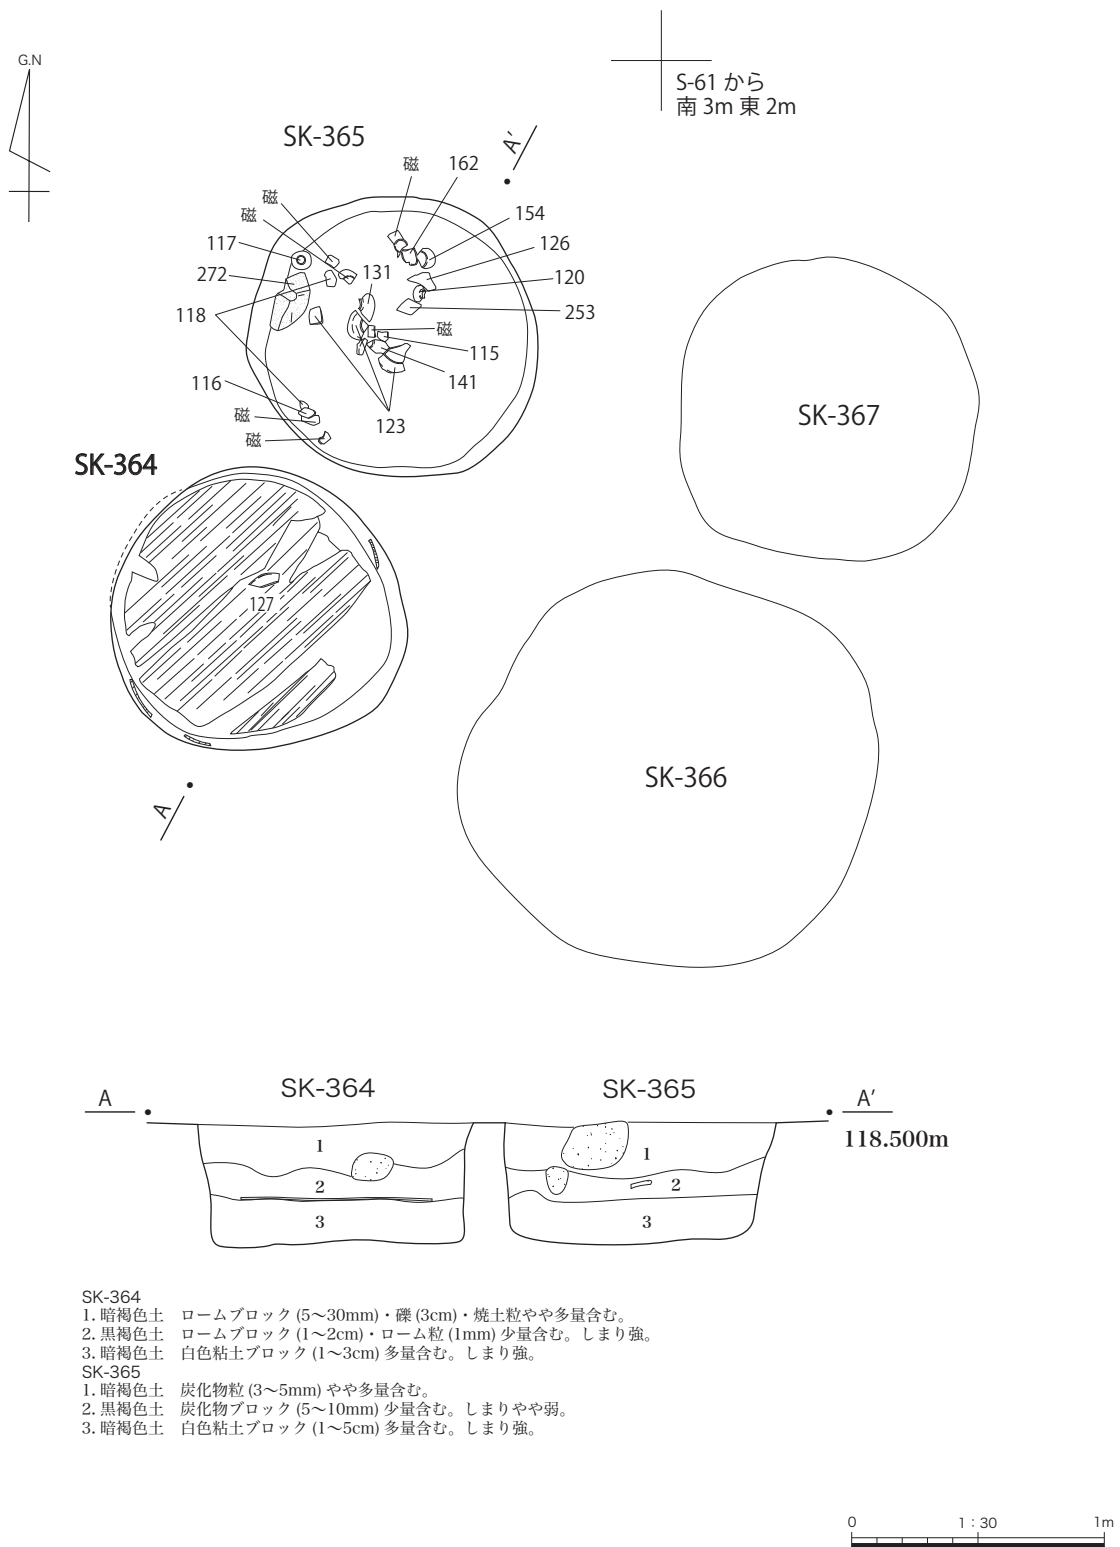 G.N
S-61 から
南 3m 東 2m
SK-365
A'
磁
162
磁
磁
154
117
126
272
131
120
118
253
磁
115
116
141
磁
123
磁
SK-367
SK-364
127
SK-366
A
SK-364
SK-365
A
A'
118.500m
1
1
2
2
3
3
SK-364
1. 暗褐色土　ロームブロック (5～30mm)・礫 (3cm)・焼土粒やや多量含む。
2. 黒褐色土　ロームブロック (1～2cm)・ローム粒 (1mm) 少量含む。しまり強。
3. 暗褐色土　白色粘土ブロック (1～3cm) 多量含む。しまり強。
SK-365
1. 暗褐色土　炭化物粒 (3～5mm) やや多量含む。
2. 黒褐色土　炭化物ブロック (5～10mm) 少量含む。しまりやや弱。
3. 暗褐色土　白色粘土ブロック (1～5cm) 多量含む。しまり強。
0
1：30
1m